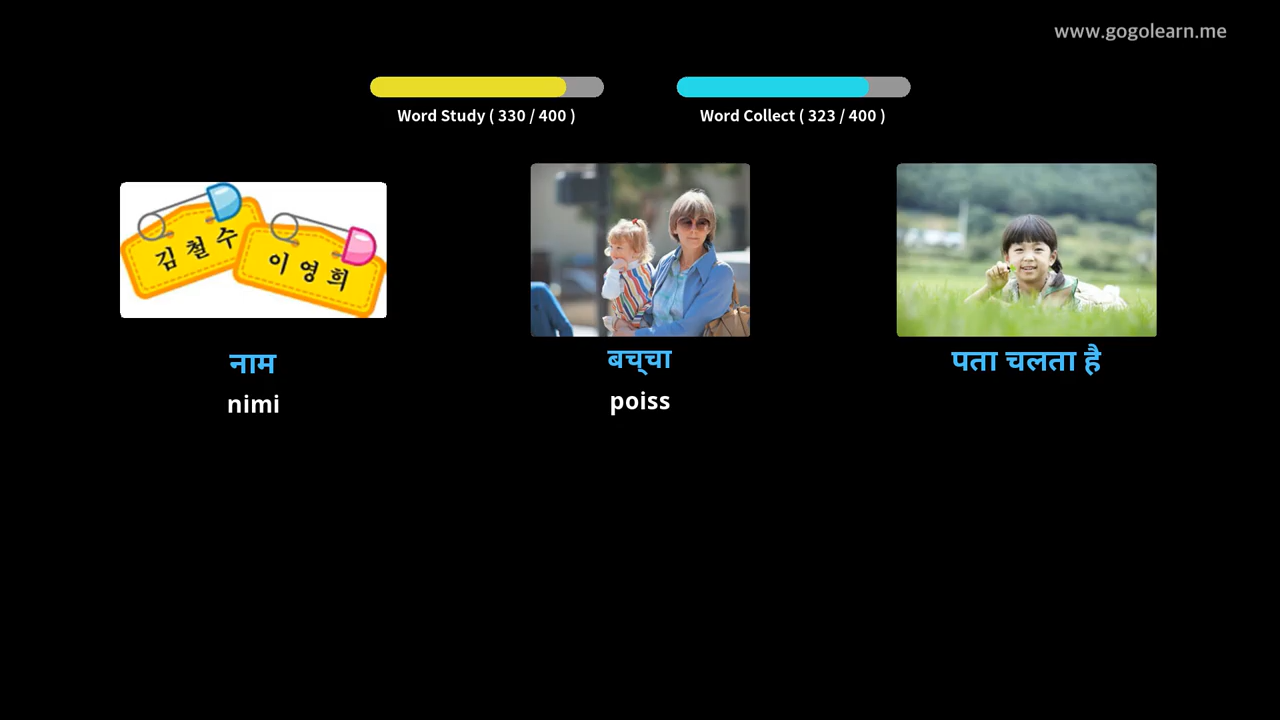 www.gogolearn.me
Word Study ( 330 / 400 )
Word Collect ( 323 / 400 )
김철수
이영희
नाम
nimi
बच्चा
poiss
पता चलता है